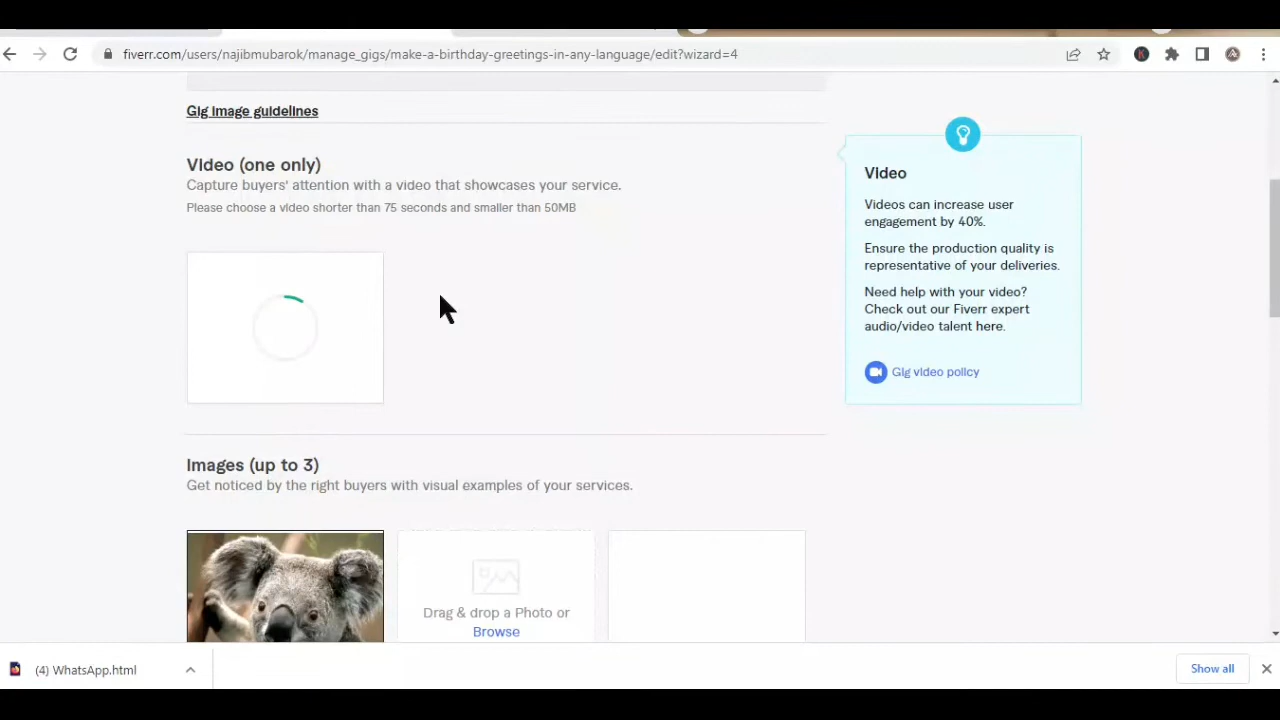 fiverr.com/users/najibmubarok/manage_gigs/make-a-birthday-greetings-in-any-language/edit?wizard=4
K
Gig image guidelines
Video (one only)
Capture buyers' attention with a video that showcases your service.
Please choose a video shorter than 75 seconds and smaller than 50MB
Video
Videos can increase user
engagement by 40%.
Ensure the production quality is
representative of your deliveries.
Need help with your video?
Check out our Fiverr expert
audio/video talent here.
Gig video policy
Images (up to 3)
Get noticed by the right buyers with visual examples of your services.
Drag & drop a Photo or
Browse
(4) WhatsApp.html
Show all